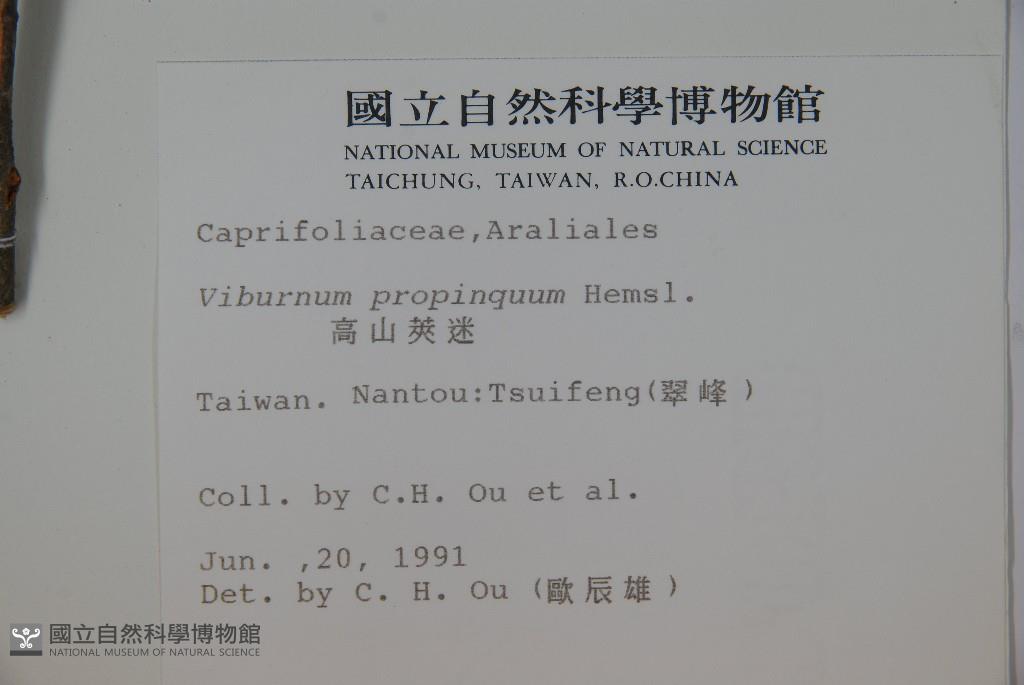 國立自然科學博物館
NATIONAL MUSEUM OF NATURAL SCIENCE
TAICHUNG, TAIWAN, R.O.CHINA
Caprifoliaceae,Araliales
Viburnum propinquum Hemsl.
高山莢迷
Taiwan. Nantou:Tsuifeng(翠峰)
Coll. by C.H. Ou et al.
Jun. ,20, 1991
Det. by C. H. Ou (歐辰雄)
國立自然科學博物館
NATIONAL MUSEUM OF NATURAL SCIENCE